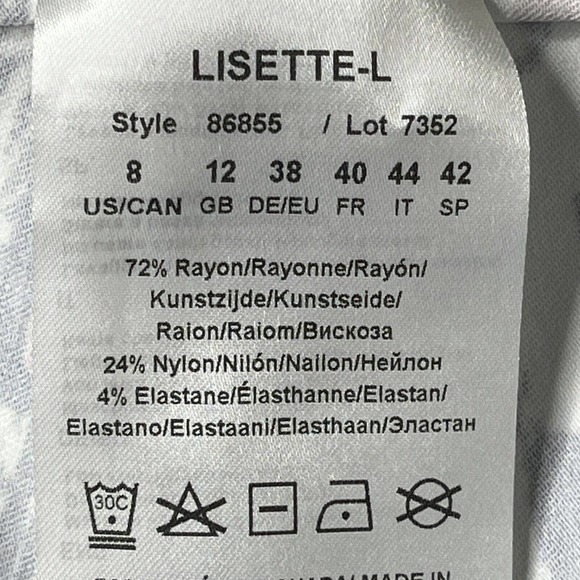 LISETTE-L
Style 86855 / Lot 7352
8 12 38 40 44 42
US/CAN GB DE/EU FR IT SP
72% Rayon/Rayonne/Rayón/
Kunstzijde/Kunstseide/
Raion/Raiom/Вискоза
24% Nylon/Nilón/Nailon/Нейлон
4% Elastane/Élasthanne/Elastan/
Elastano/Elastaani/Elasthaan/Эластан
30C
MADE IN